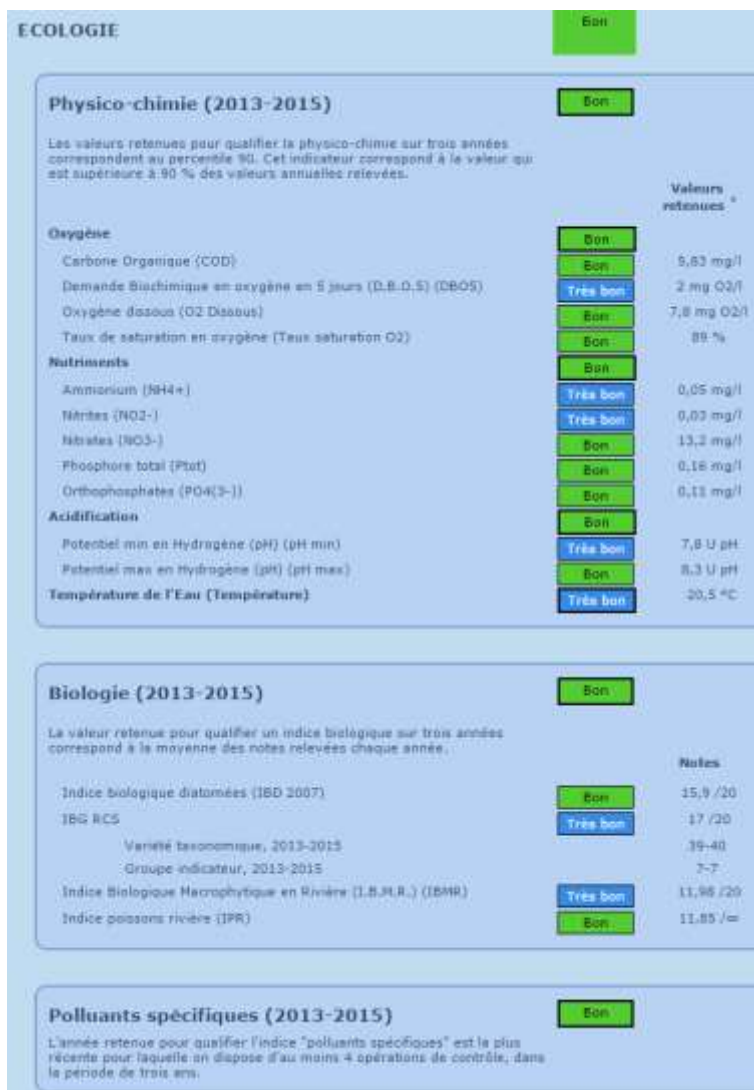 ECOLOGIE Bon
Physico-chimie (2013-2015) Bon
Les valeurs retenues pour qualifier la physico-chimie sur trois années
correspondent au percentile 90. Cet indicateur correspond à la valeur qui
est supérieure à 90 % des valeurs annuelles relevées.
Valeurs
retenues *
Oxygène Bon
Carbone Organique (COD) Bon 5,83 mg/l
Demande Biochimique en oxygène en 5 jours (D.B.O.5) (DBO5) Très bon 2 mg O2/l
Oxygène dissous (O2 Dissous) Bon 7,8 mg O2/l
Taux de saturation en oxygène (Taux saturation O2) Bon 89 %
Nutriments Bon
Ammonium (NH4+) Très bon 0,05 mg/l
Nitrites (NO2-) Très bon 0,03 mg/l
Nitrates (NO3-) Bon 13,2 mg/l
Phosphore total (Ptot) Bon 0,16 mg/l
Orthophosphates (PO4(3-)) Bon 0,11 mg/l
Acidification Bon
Potentiel min en Hydrogène (pH) (pH min) Très bon 7,8 U pH
Potentiel max en Hydrogène (pH) (pH max) Bon 8,3 U pH
Température de l'Eau (Température) Très bon 20,5 °C
Biologie (2013-2015) Bon
La valeur retenue pour qualifier un indice biologique sur trois années
correspond à la moyenne des notes relevées chaque année.
Notes
Indice biologique diatomées (IBD 2007) Bon 15,9 /20
IBG RCS Très bon 17 /20
Variété taxonomique, 2013-2015 39-40
Groupe indicateur, 2013-2015 7-7
Indice Biologique Macrophytique en Rivière (I.B.M.R.) (IBMR) Très bon 11,98 /20
Indice poissons rivière (IPR) Bon 11.85 /∞
Polluants spécifiques (2013-2015) Bon
L'année retenue pour qualifier l'indice "polluants spécifiques" est la plus
récente pour laquelle on dispose d'au moins 4 opérations de contrôle, dans
la période de trois ans.